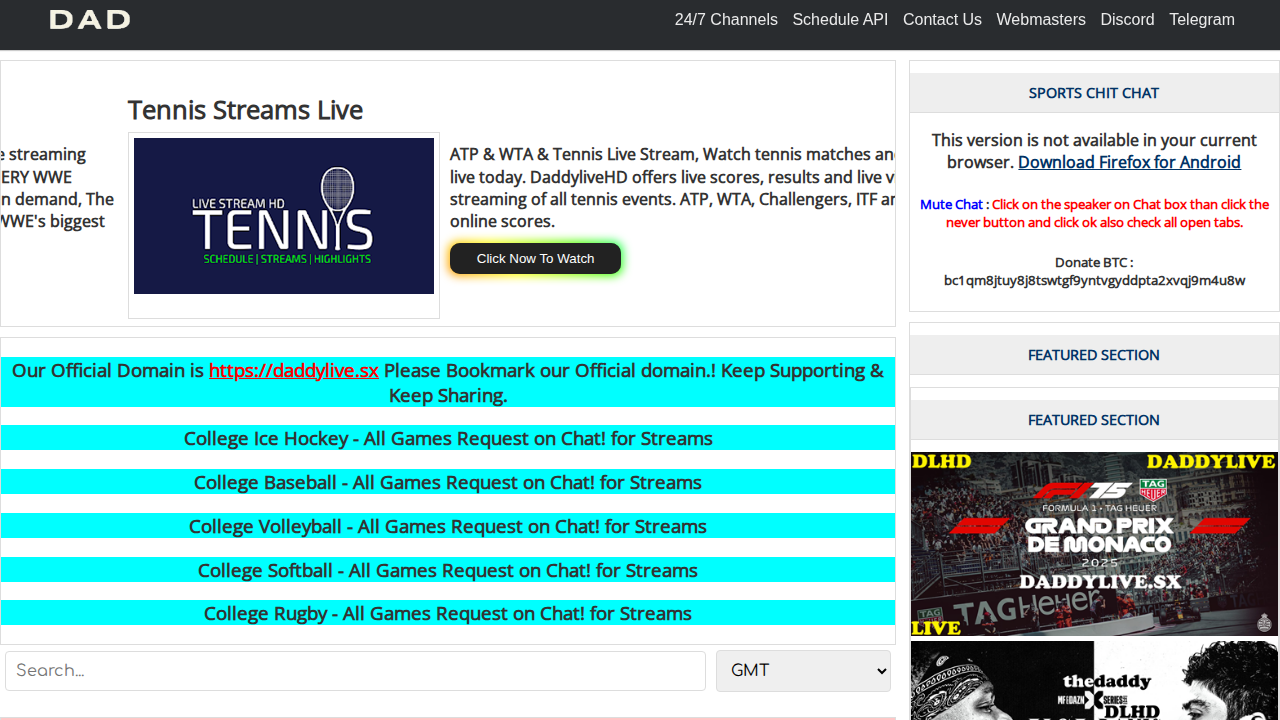 DAD
24/7 Channels Schedule API Contact Us Webmasters Discord Telegram
streaming
ERY WWE
n demand, The
WWE's biggest
Tennis Streams Live
LIVE STREAM HD
TENNIS
SCHEDULE | STREAMS | HIGHLIGHTS
ATP & WTA & Tennis Live Stream, Watch tennis matches an
live today. DaddyliveHD offers live scores, results and live v
streaming of all tennis events. ATP, WTA, Challengers, ITF a
online scores.
Click Now To Watch
Our Official Domain is https://daddylive.sx Please Bookmark our Official domain.! Keep Supporting &
Keep Sharing.
College Ice Hockey - All Games Request on Chat! for Streams
College Baseball - All Games Request on Chat! for Streams
College Volleyball - All Games Request on Chat! for Streams
College Softball - All Games Request on Chat! for Streams
College Rugby - All Games Request on Chat! for Streams
Search...
GMT
SPORTS CHIT CHAT
This version is not available in your current
browser. Download Firefox for Android
Mute Chat : Click on the speaker on Chat box than click the
never button and click ok also check all open tabs.
Donate BTC :
bc1qm8jtuy8j8tswtgf9yntvgyddpta2xvqj9m4u8w
FEATURED SECTION
FEATURED SECTION
DLHD DADDYLIVE
F1 75 TAG HEUER
FORMULA 1 • TAG HEUER
GRAND PRIX
DE MONACO
2025
DADDYLIVE.SX
TAGHeuer
LIVE
thedaddy
MF DAZN X SERIES
DLHD